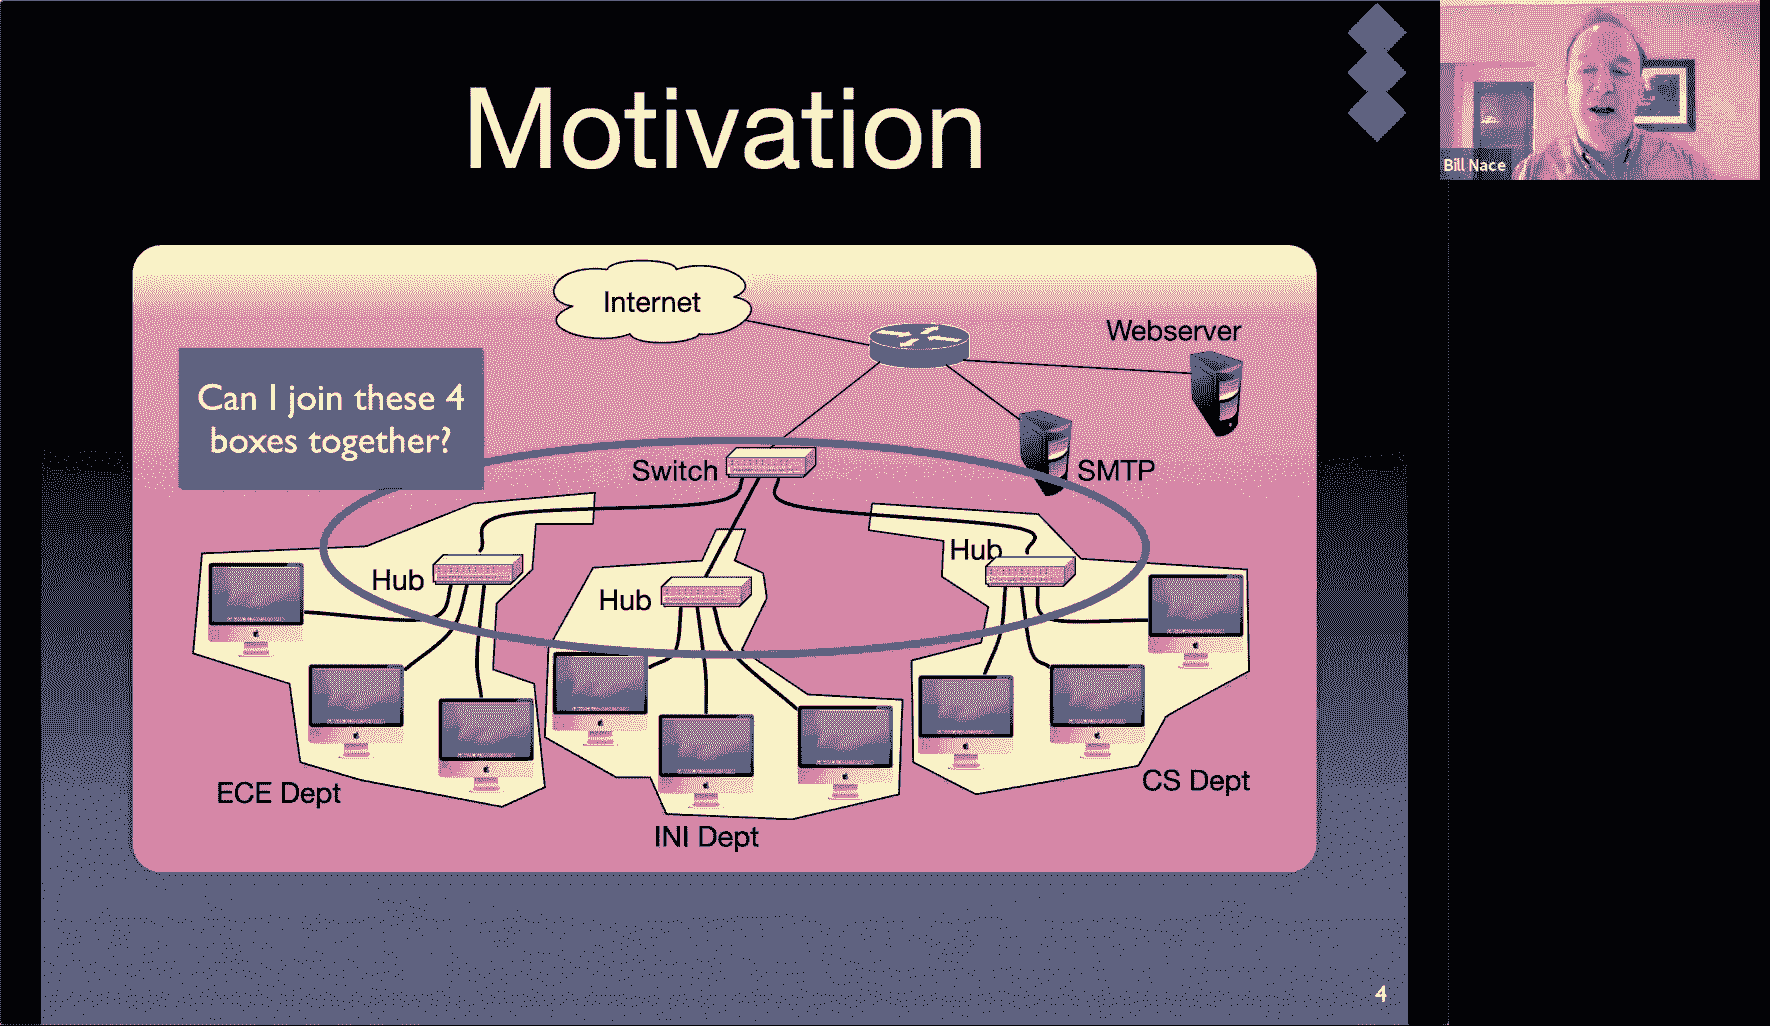 Motivation
Bill Nace
Internet
Webserver
Can I join these 4
boxes together?
Switch
SMTP
Hub
Hub
Hub
ECE Dept
INI Dept
CS Dept
4